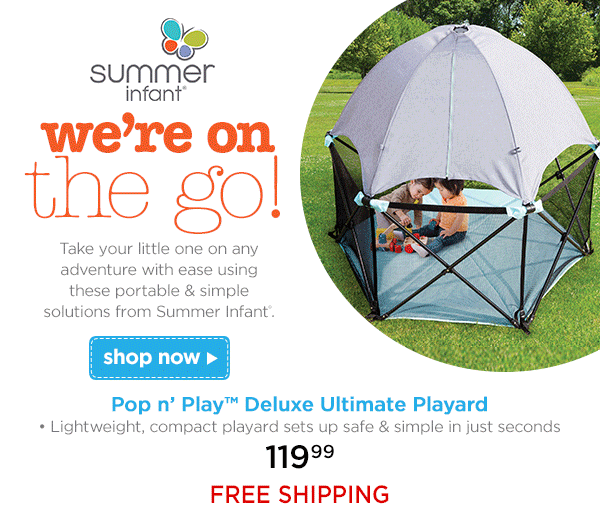 summer
infant®
we're on
the go!
Take your little one on any
adventure with ease using
these portable & simple
solutions from Summer Infant®.
shop now ▶
Pop n' Play™ Deluxe Ultimate Playard
• Lightweight, compact playard sets up safe & simple in just seconds
119⁹⁹
FREE SHIPPING